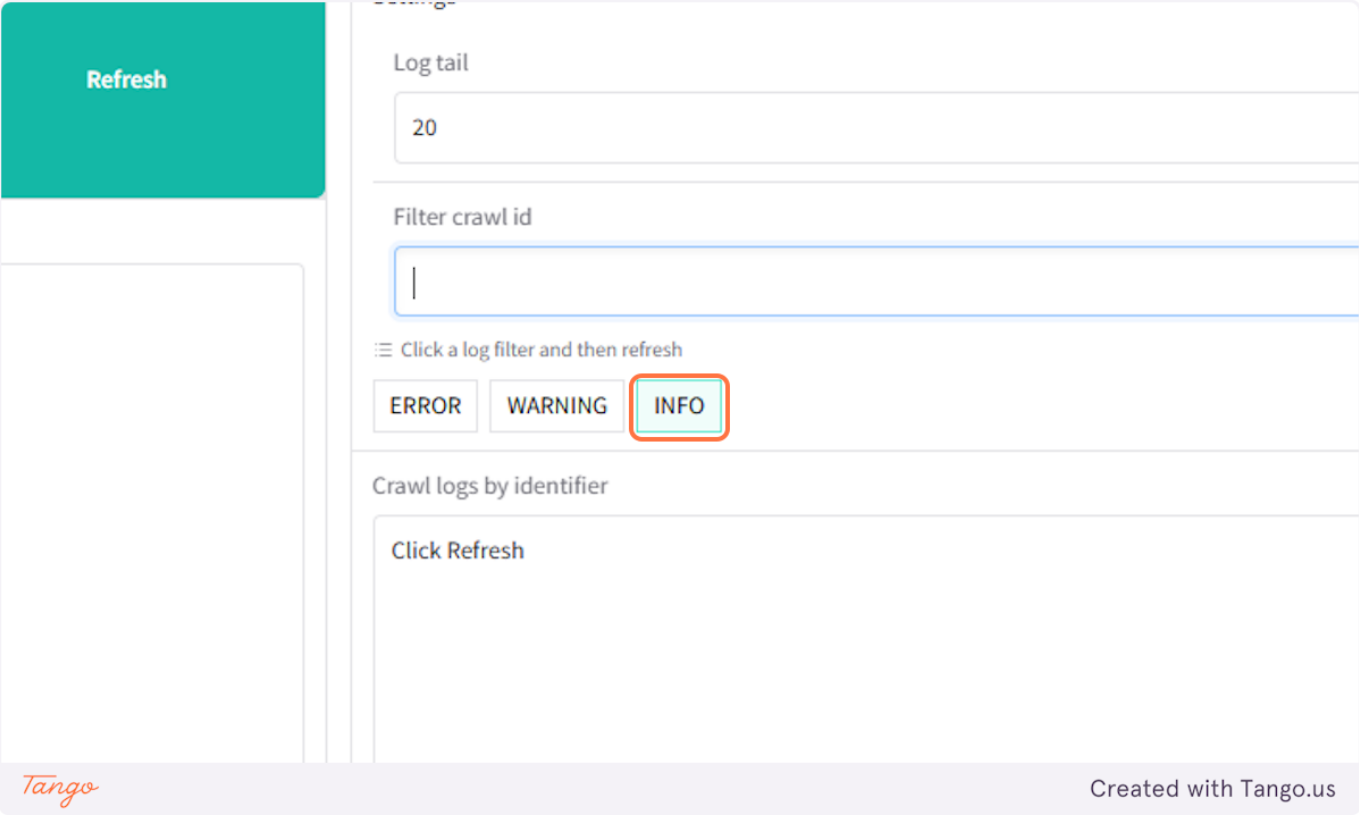 Settings
Refresh
Log tail
20
Filter crawl id
Click a log filter and then refresh
ERROR WARNING INFO
Crawl logs by identifier
Click Refresh
Tango
Created with Tango.us